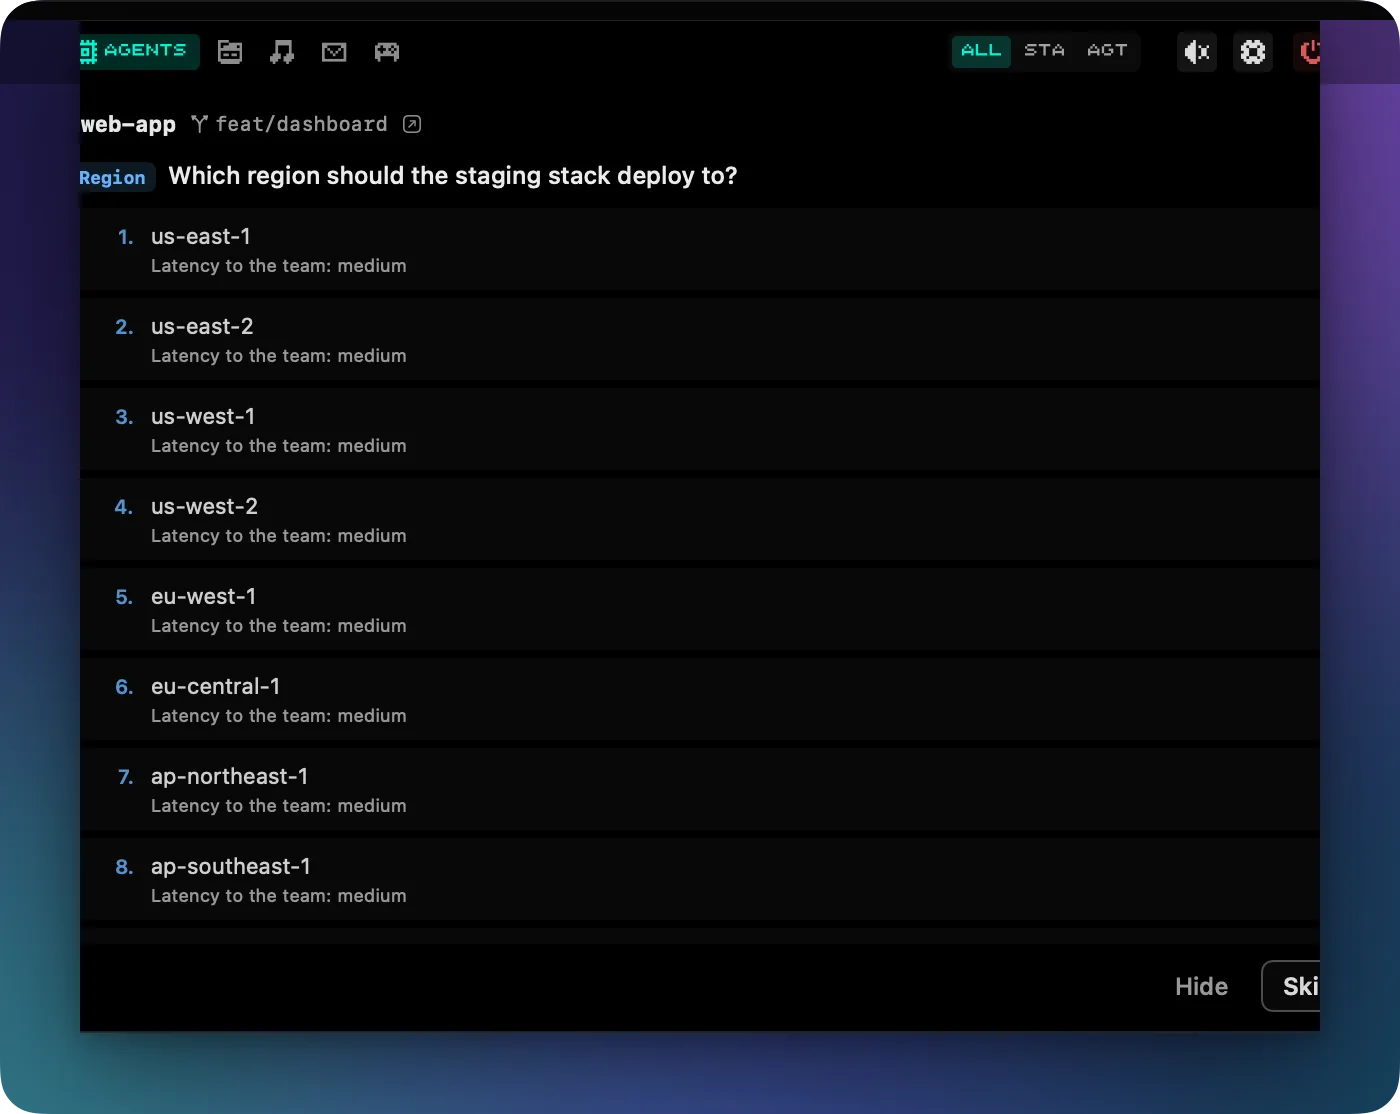 AGENTS
ALL STA AGT
web-app feat/dashboard
Region Which region should the staging stack deploy to?
1. us-east-1
Latency to the team: medium
2. us-east-2
Latency to the team: medium
3. us-west-1
Latency to the team: medium
4. us-west-2
Latency to the team: medium
5. eu-west-1
Latency to the team: medium
6. eu-central-1
Latency to the team: medium
7. ap-northeast-1
Latency to the team: medium
8. ap-southeast-1
Latency to the team: medium
Hide Ski